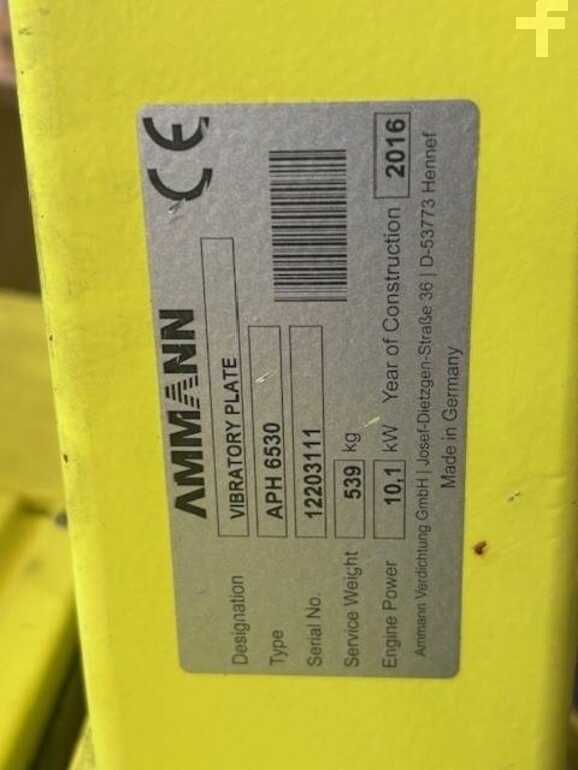 AMMANN
CE
Designation VIBRATORY PLATE
Type APH 6530
Serial No. 12203111
Service Weight 539 kg
Engine Power 10,1 kW Year of Construction 2016
Ammann Verdichtung GmbH | Josef-Dietzgen-Straße 36 | D-53773 Hennef
Made in Germany
f